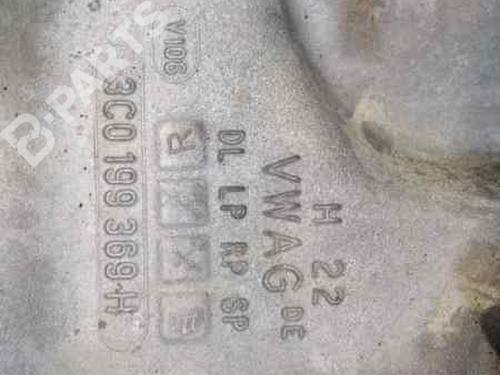 V106
3C0 199 369 H
R
DL LP RP SP
VWAG DE
H 22
B-PARTS